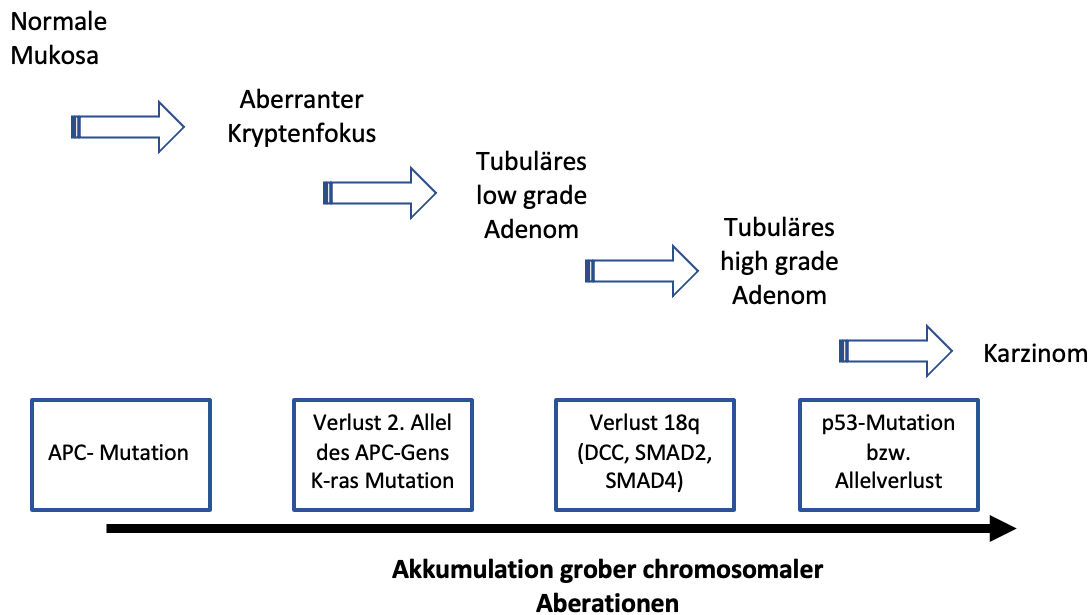 Normale
Mukosa
Aberranter
Kryptenfokus
Tubuläres
low grade
Adenom
Tubuläres
high grade
Adenom
Karzinom
APC- Mutation
Verlust 2. Allel
des APC-Gens
K-ras Mutation
Verlust 18q
(DCC, SMAD2,
SMAD4)
p53-Mutation
bzw.
Allelverlust
Akkumulation grober chromosomaler
Aberationen